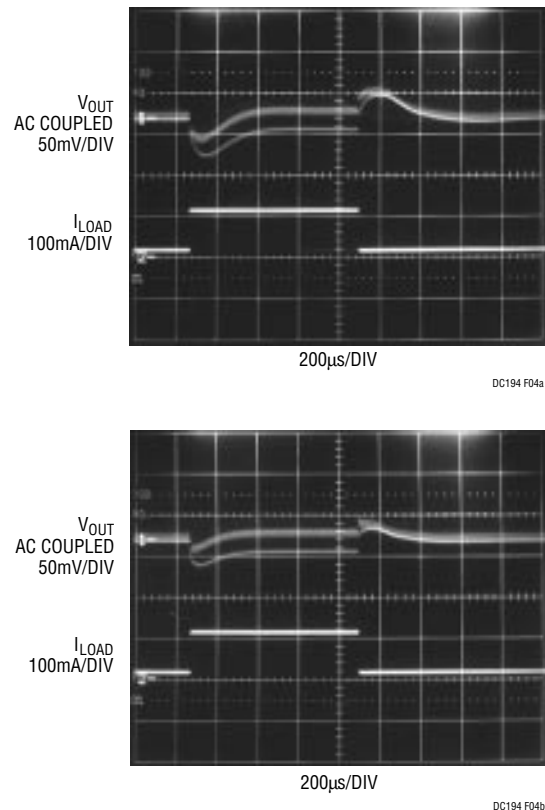 VOUT
AC COUPLED
50mV/DIV
ILOAD
100mA/DIV
200µs/DIV
DC194 F04a
VOUT
AC COUPLED
50mV/DIV
ILOAD
100mA/DIV
200µs/DIV
DC194 F04b